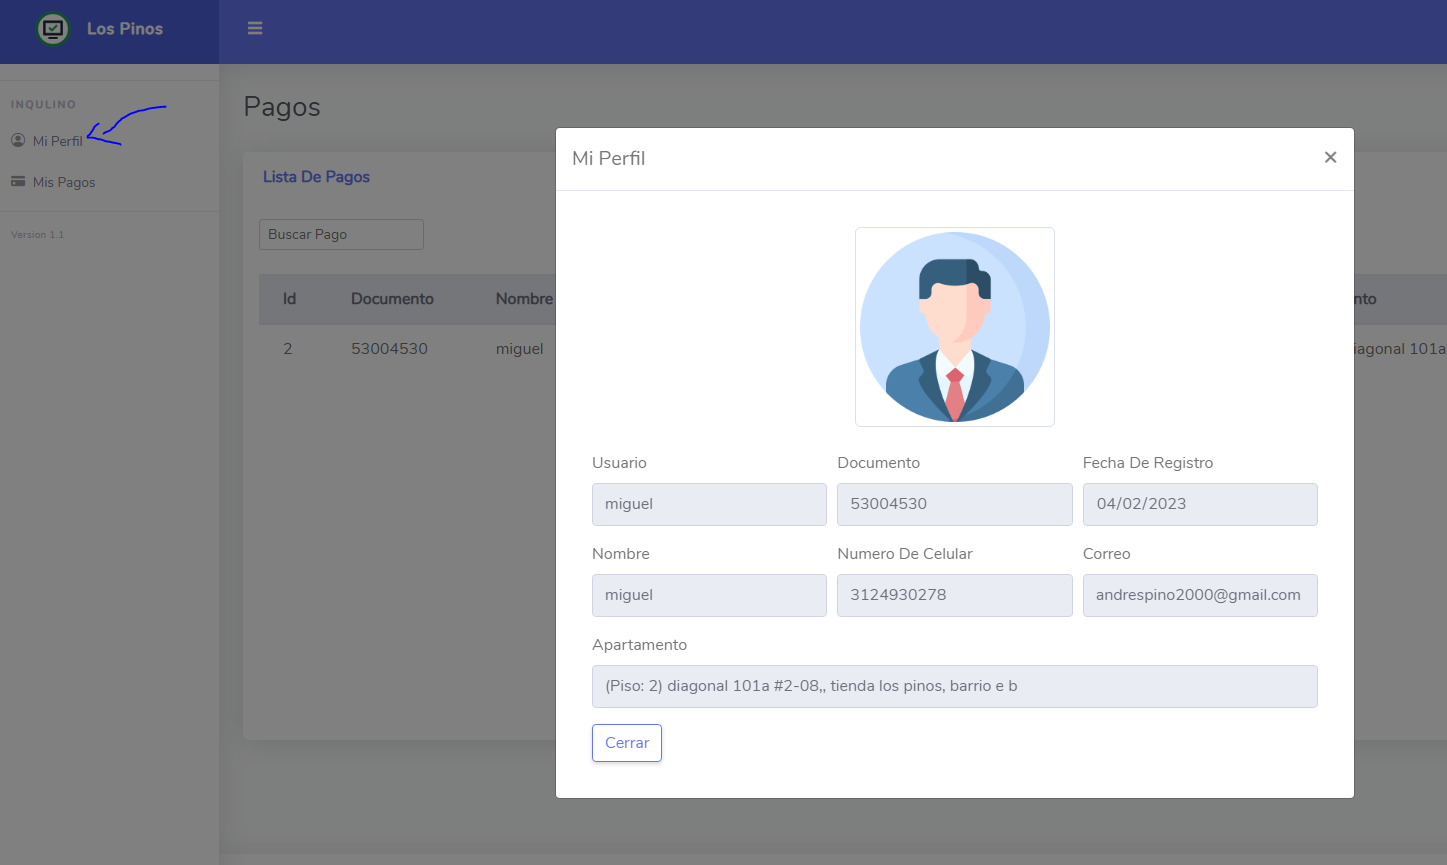 Los Pinos
INQULINO
Mi Perfil
Mis Pagos
Version 1.1
Pagos
Lista De Pagos
Buscar Pago
Id Documento Nombre nto
2 53004530 miguel iagonal 101a
Mi Perfil ×
Usuario Documento Fecha De Registro
miguel 53004530 04/02/2023
Nombre Numero De Celular Correo
miguel 3124930278 andrespino2000@gmail.com
Apartamento
(Piso: 2) diagonal 101a #2-08,, tienda los pinos, barrio e b
Cerrar